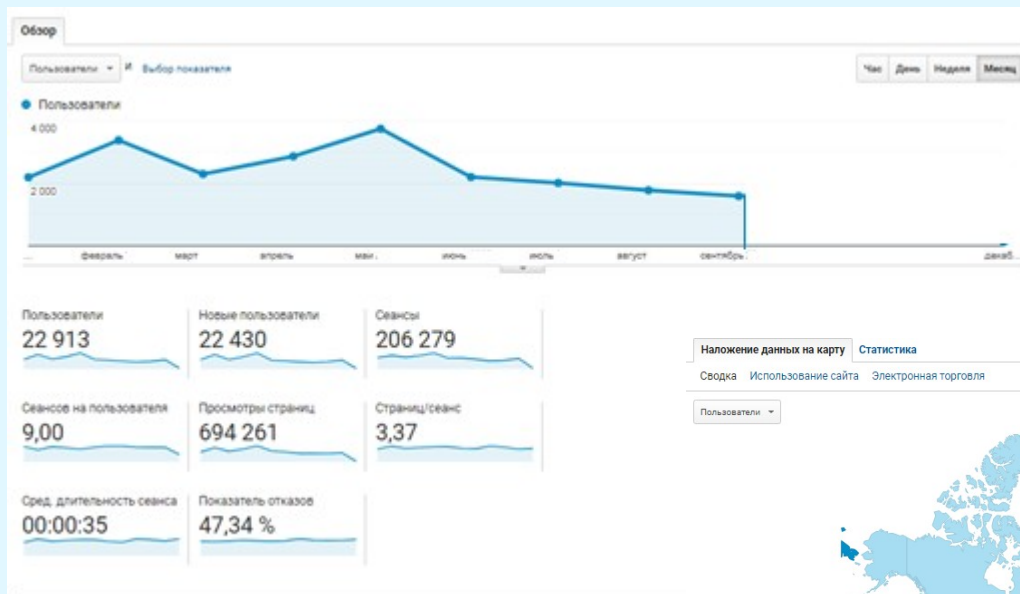 Обзор
Пользователи и Выбор показателя
Час День Неделя Месяц
Пользователи
4 000
2 000
... февраль март апрель май . июнь июль август сентябрь декаб...
Пользователи Новые пользователи Сеансы
22 913 22 430 206 279
Сеансов на пользователя Просмотры страниц Страниц/сеанс
9,00 694 261 3,37
Сред. длительность сеанса Показатель отказов
00:00:35 47,34 %
Наложение данных на карту Статистика
Сводка Использование сайта Электронная торговля
Пользователи